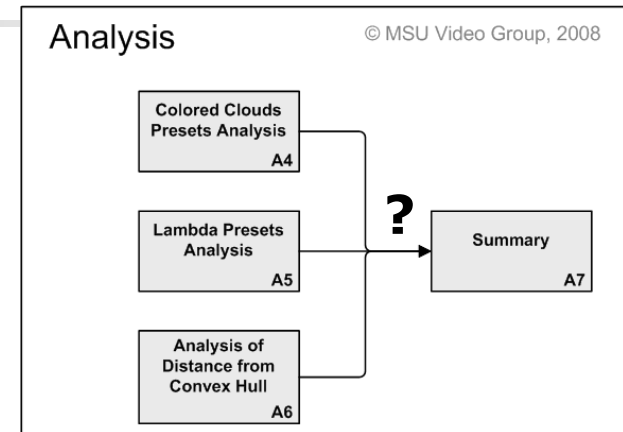 Analysis
© MSU Video Group, 2008
Colored Clouds
Presets Analysis
A4
Lambda Presets
Analysis
A5
?
Summary
A7
Analysis of
Distance from
Convex Hull
A6